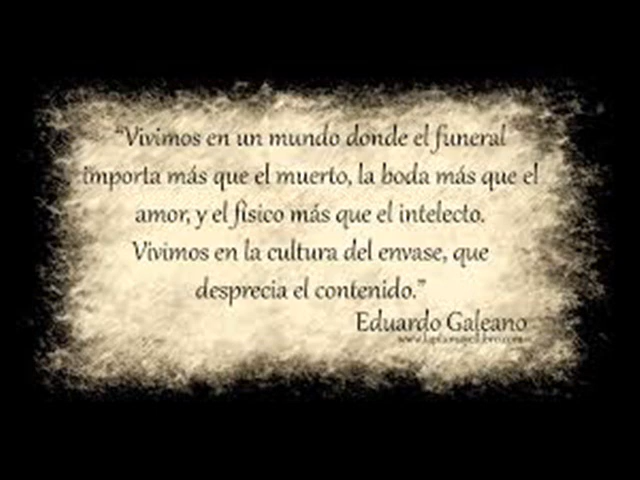 “Vivimos en un mundo donde el funeral
importa más que el muerto, la boda más que el
amor, y el físico más que el intelecto.
Vivimos en la cultura del envase, que
desprecia el contenido.”
Eduardo Galeano